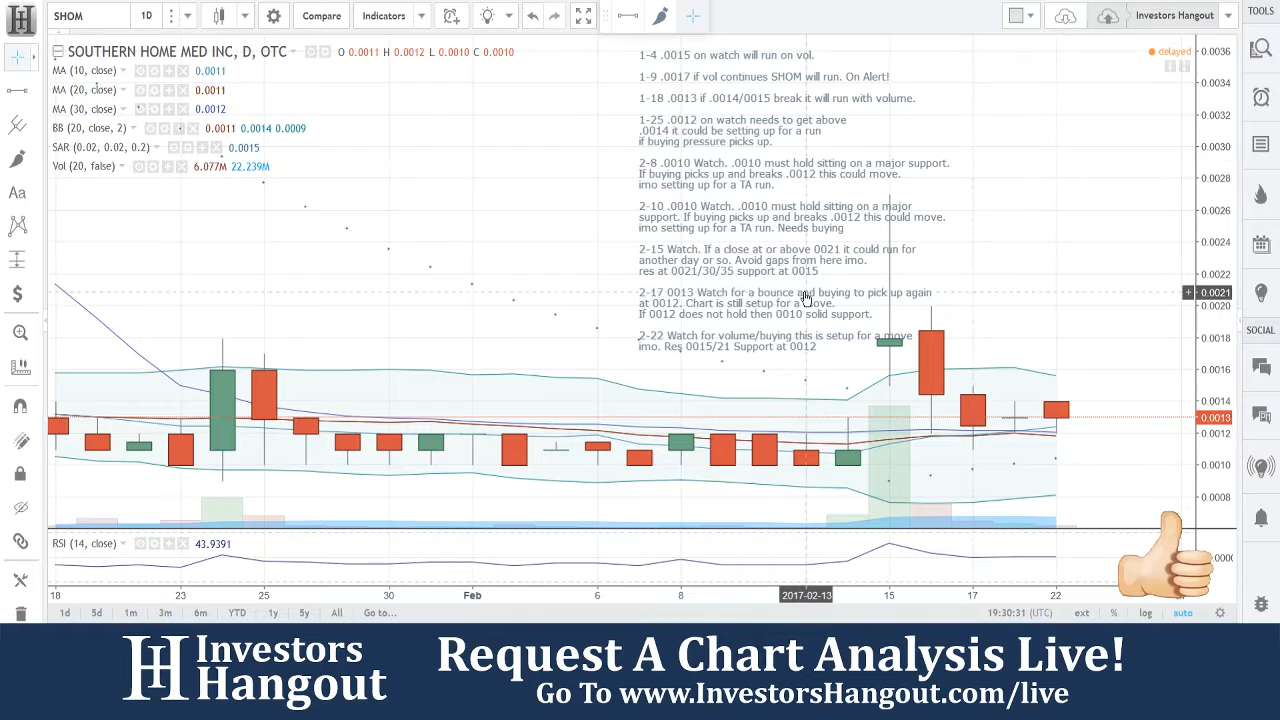 SHOM 1D Compare Indicators Investors Hangout
TOOLS
SOUTHERN HOME MED INC, D, OTC O 0.0011 H 0.0012 L 0.0010 C 0.0010
MA (10, close) 0.0011
MA (20, close) 0.0011
MA (30, close) 0.0012
BB (20, close, 2) 0.0011 0.0014 0.0009
SAR (0.02, 0.02, 0.2) 0.0015
Vol (20, false) 6.077M 22.239M
delayed
1-4 .0015 on watch will run on vol.
1-9 .0017 if vol continues SHOM will run. On Alert!
1-18 .0013 if .0014/0015 break it will run with volume.
1-25 .0012 on watch needs to get above
.0014 it could be setting up for a run
if buying pressure picks up.
2-8 .0010 Watch. .0010 must hold sitting on a major support.
If buying picks up and breaks .0012 this could move.
imo setting up for a TA run.
2-10 .0010 Watch. .0010 must hold sitting on a major
support. If buying picks up and breaks .0012 this could move.
imo setting up for a TA run. Needs buying
2-15 Watch. If a close at or above 0021 it could run for
another day or so. Avoid gaps from here imo.
res at 0021/30/35 support at 0015
2-17 0013 Watch for a bounce and buying to pick up again
at 0012. Chart is still setup for a move.
If 0012 does not hold then 0010 solid support.
2-22 Watch for volume/buying this is setup for a move
imo. Res 0015/21 Support at 0012
0.0036
0.0034
0.0032
0.0030
0.0028
0.0026
0.0024
0.0022
0.0021
0.0020
0.0018
0.0016
0.0014
0.0013
0.0012
0.0010
0.0008
SOCIAL
RSI (14, close) 43.9391
18 23 25 30 Feb 6 8 2017-02-13 15 17 22
1d 5d 1m 3m 6m YTD 1y 5y All Go to... 19:30:31 (UTC) ext % log auto
Investors
Hangout
Request A Chart Analysis Live!
Go To www.InvestorsHangout.com/live